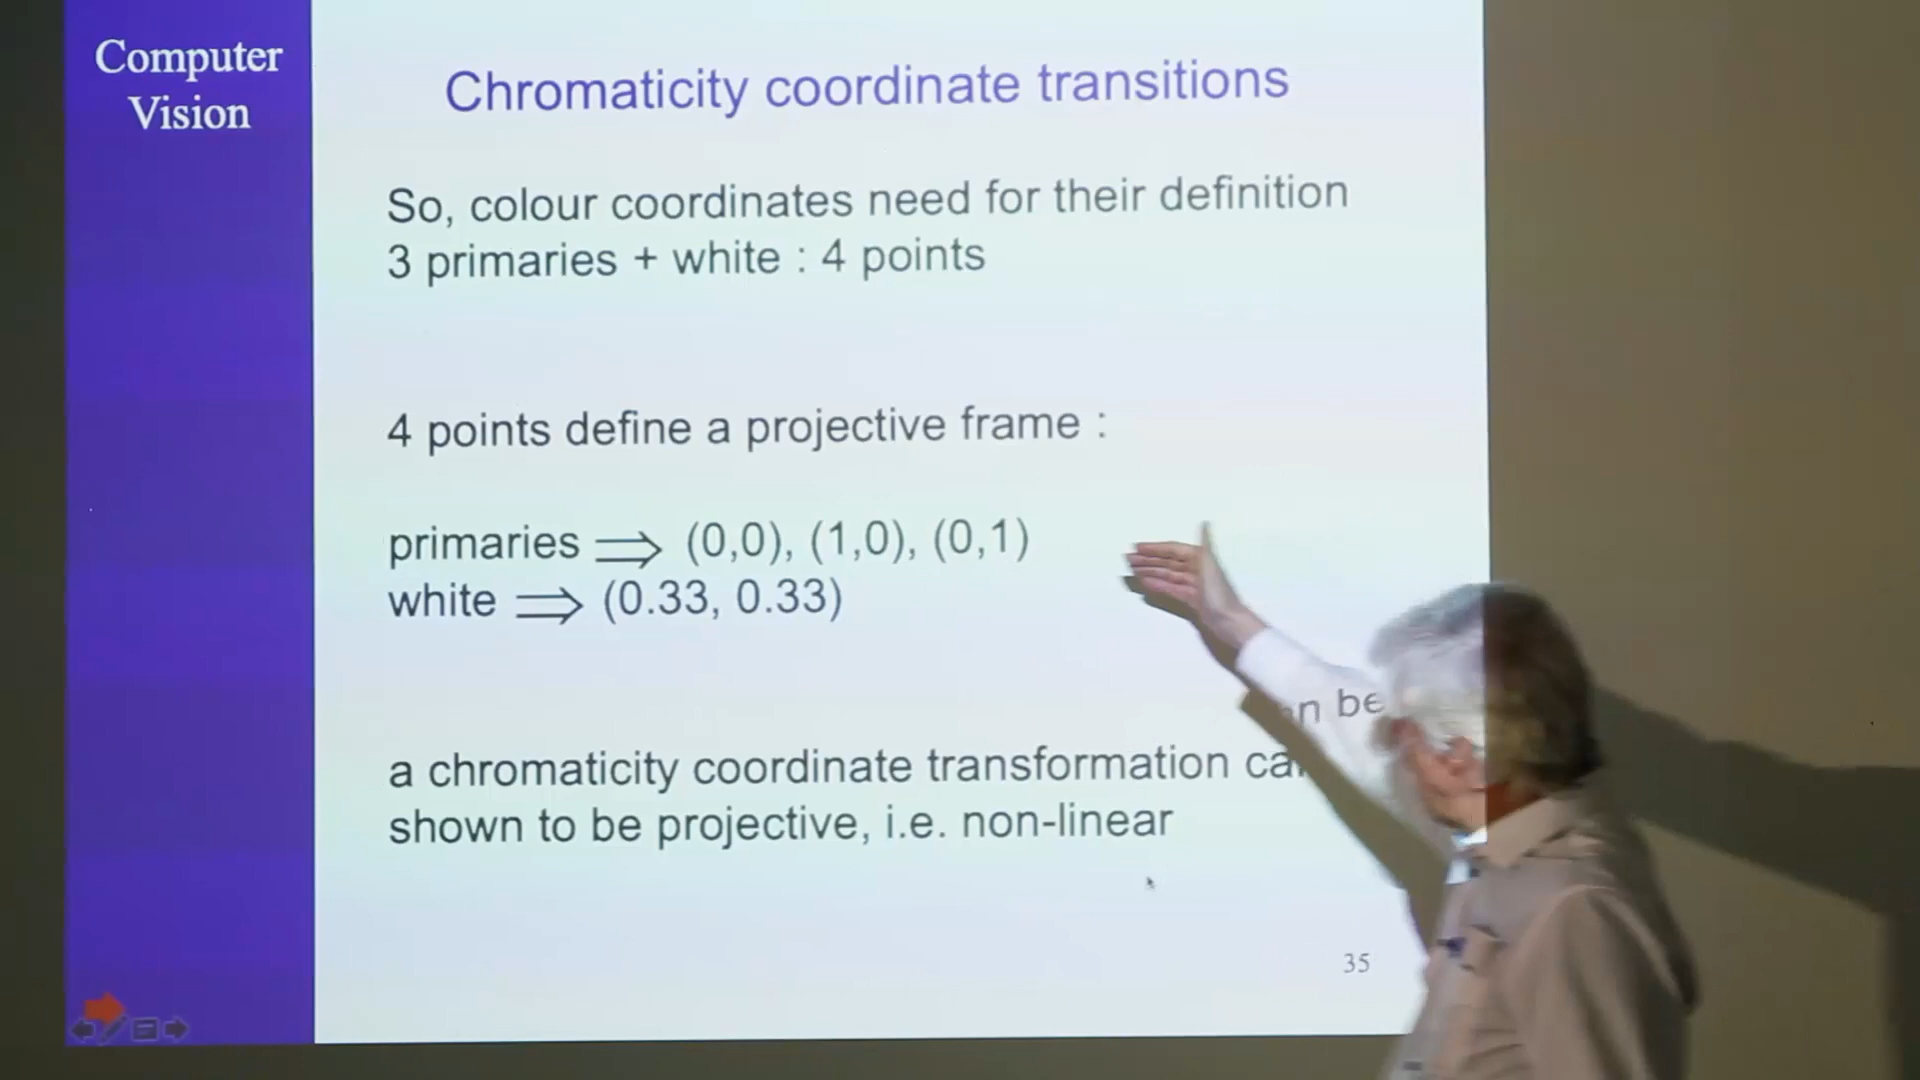 Computer
Vision
Chromaticity coordinate transitions
So, colour coordinates need for their definition
3 primaries + white : 4 points
4 points define a projective frame :
primaries ⟹ (0,0), (1,0), (0,1)
white ⟹ (0.33, 0.33)
a chromaticity coordinate transformation can be
shown to be projective, i.e. non-linear
35